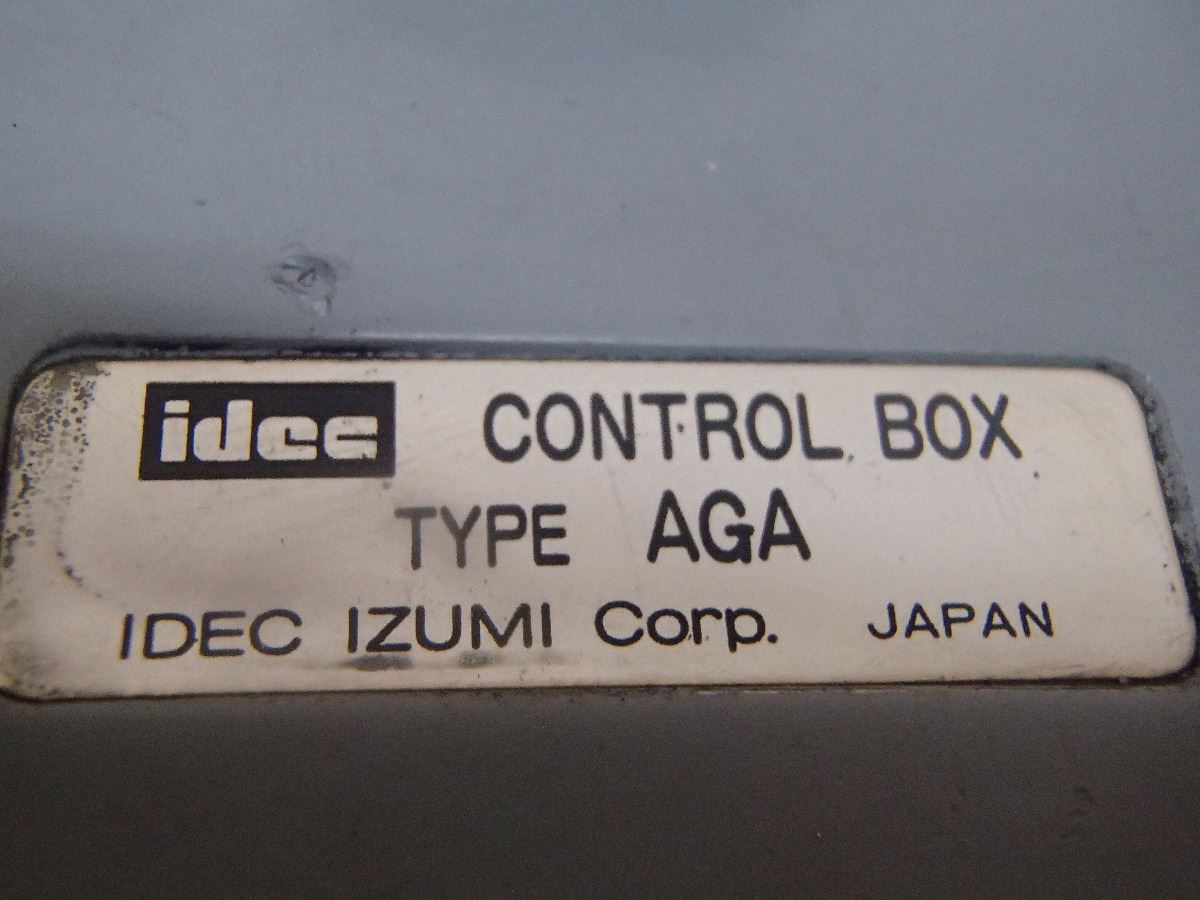 idec CONTROL BOX
TYPE AGA
IDEC IZUMI Corp. JAPAN